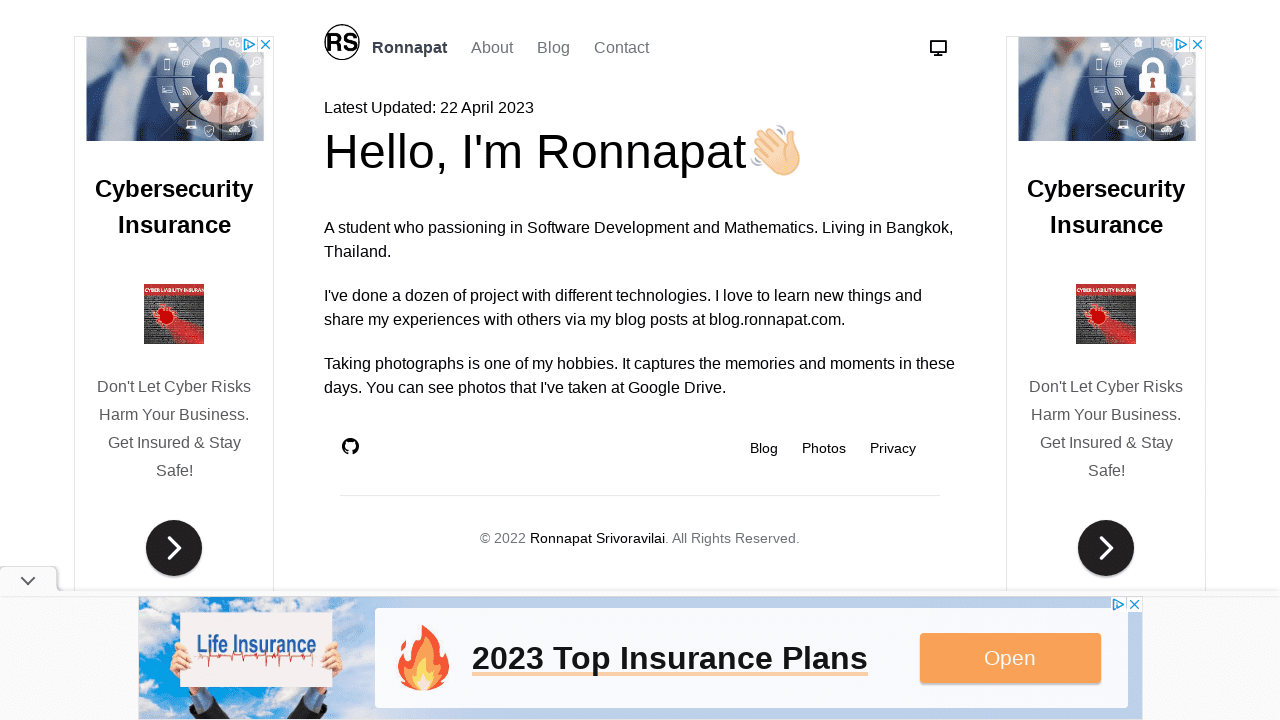 RS
Ronnapat About Blog Contact
Latest Updated: 22 April 2023
Hello, I'm Ronnapat
A student who passioning in Software Development and Mathematics. Living in Bangkok,
Thailand.
I've done a dozen of project with different technologies. I love to learn new things and
share my experiences with others via my blog posts at blog.ronnapat.com.
Taking photographs is one of my hobbies. It captures the memories and moments in these
days. You can see photos that I've taken at Google Drive.
Blog Photos Privacy
© 2022 Ronnapat Srivoravilai. All Rights Reserved.
Cybersecurity
Insurance
CYBER LIABILITY INSURAN
Don't Let Cyber Risks
Harm Your Business.
Get Insured & Stay
Safe!
Cybersecurity
Insurance
CYBER LIABILITY INSURAN
Don't Let Cyber Risks
Harm Your Business.
Get Insured & Stay
Safe!
Life Insurance
2023 Top Insurance Plans
Open